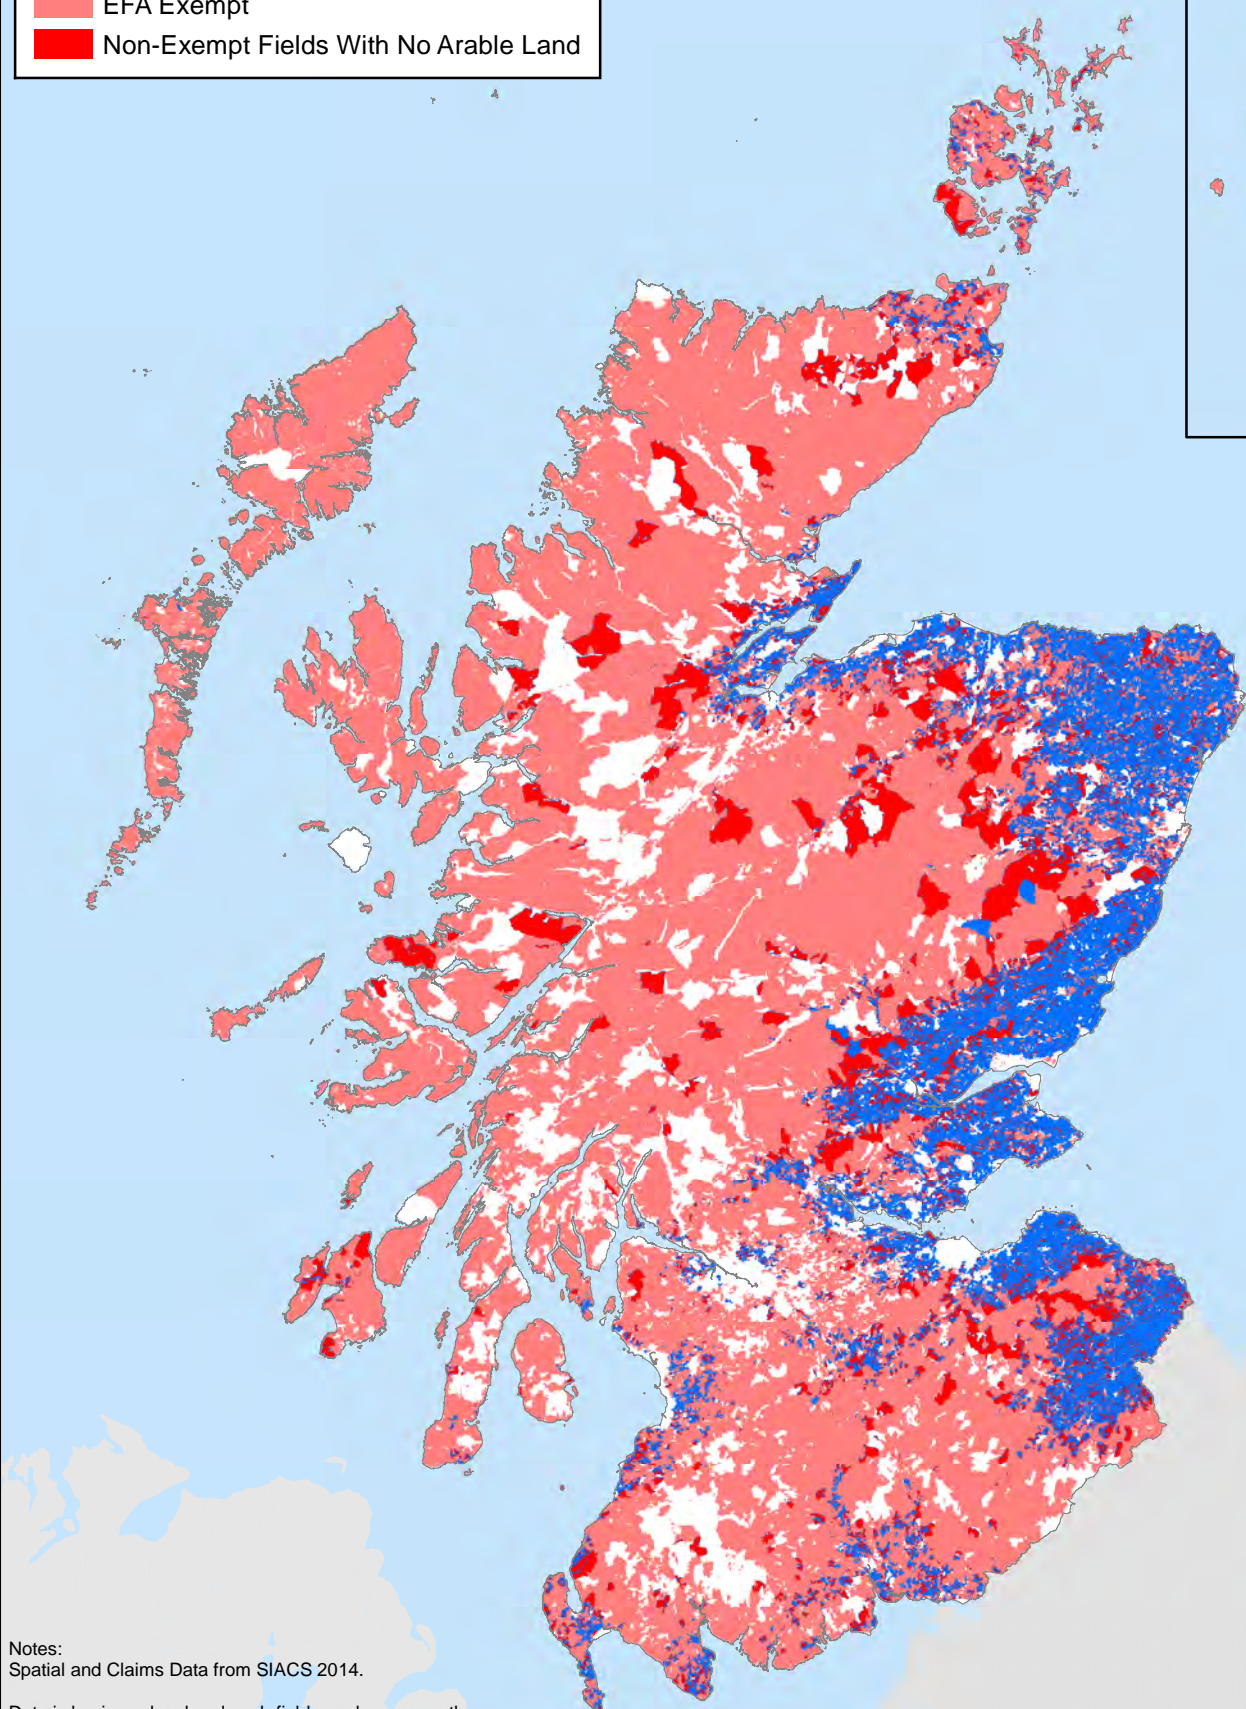 EFA Exempt
Non-Exempt Fields With No Arable Land
Notes:
Spatial and Claims Data from SIACS 2014.